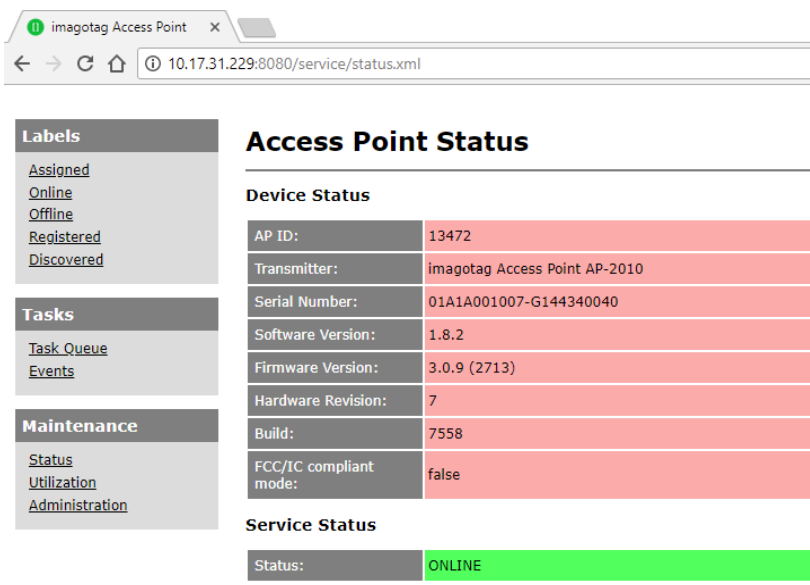 imagotag Access Point
10.17.31.229:8080/service/status.xml
Labels
Assigned
Online
Offline
Registered
Discovered
Tasks
Task Queue
Events
Maintenance
Status
Utilization
Administration
Access Point Status
Device Status
AP ID: 13472
Transmitter: imagotag Access Point AP-2010
Serial Number: 01A1A001007-G144340040
Software Version: 1.8.2
Firmware Version: 3.0.9 (2713)
Hardware Revision: 7
Build: 7558
FCC/IC compliant
mode: false
Service Status
Status: ONLINE